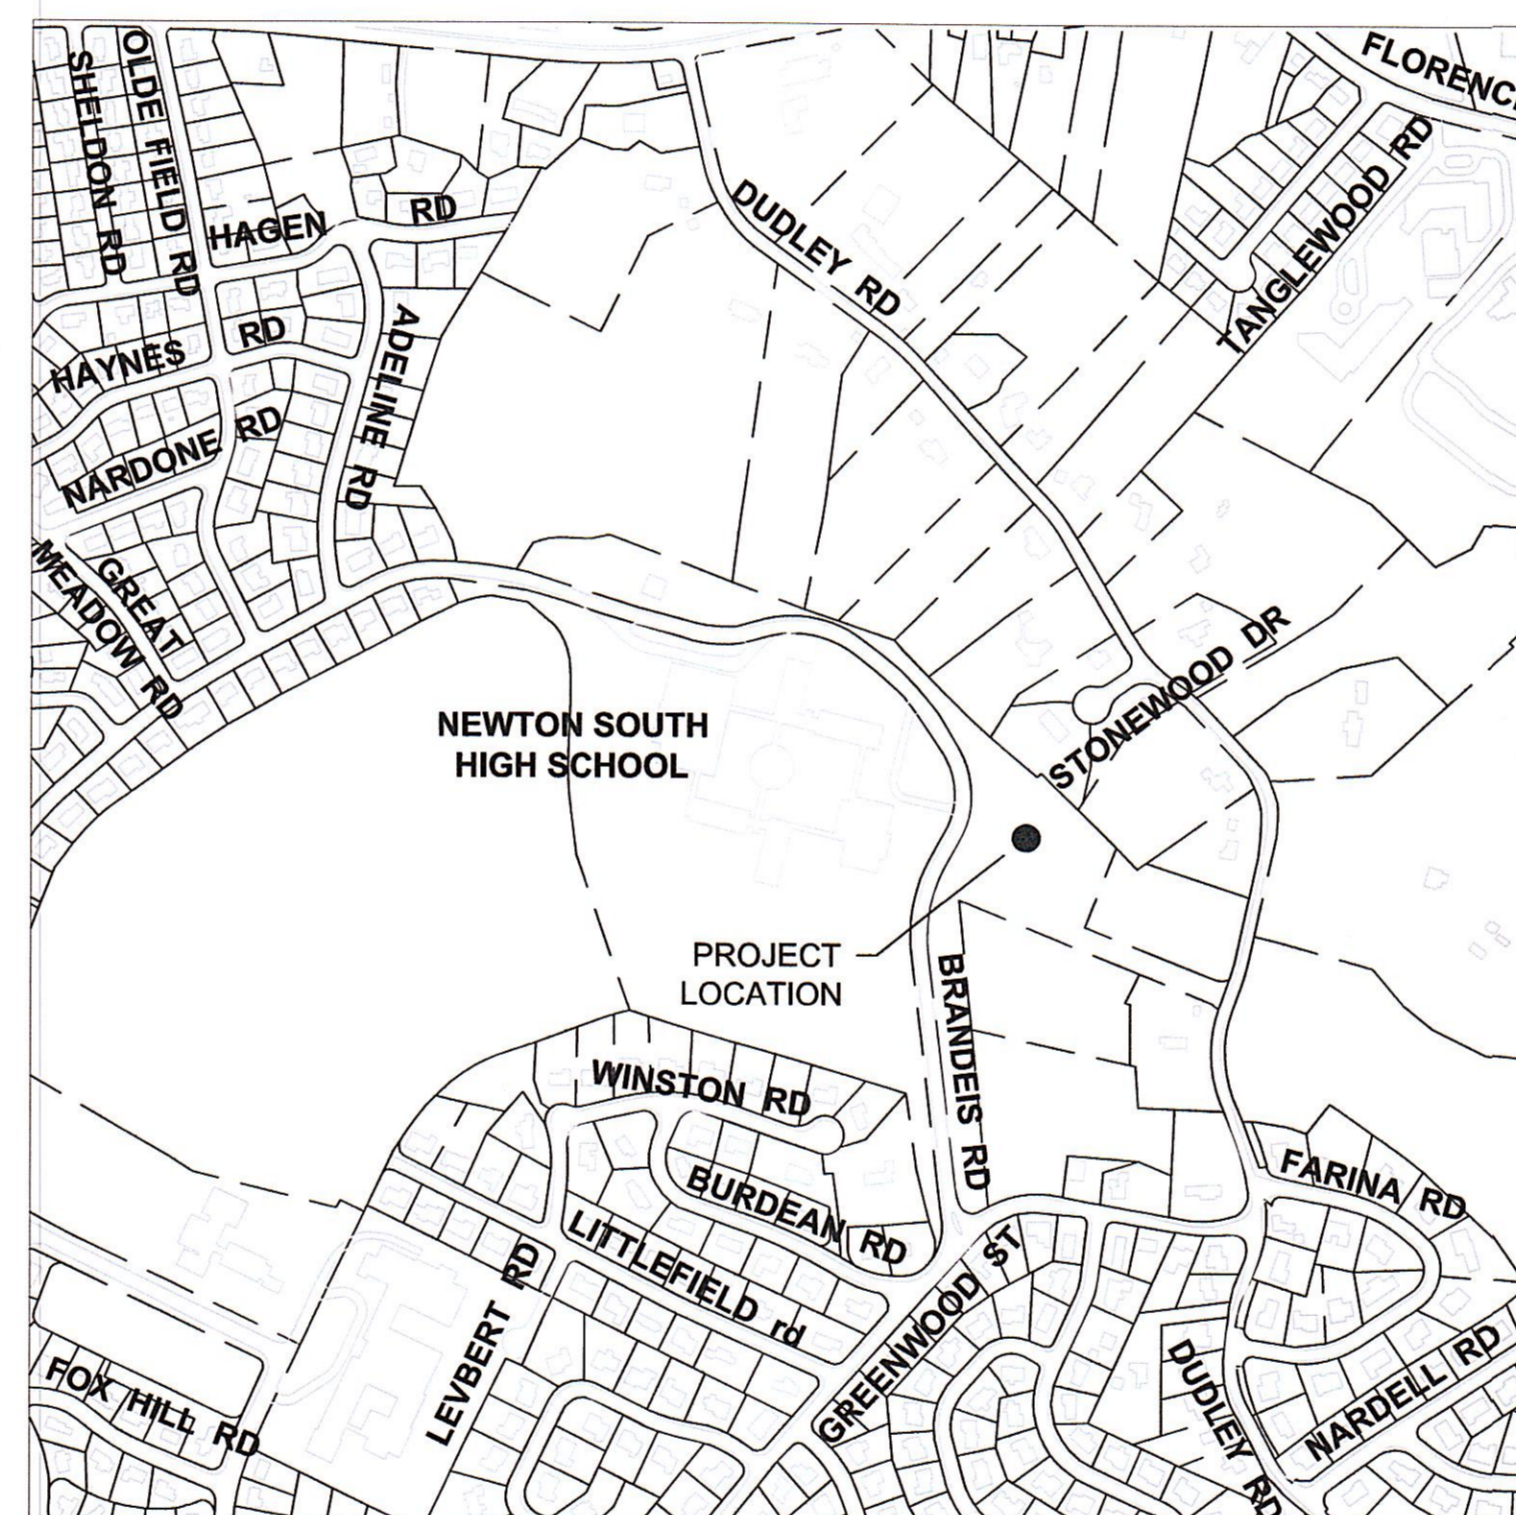 FLORENC
SHELDON RD
OLDE FIELD RD
TANGLEWOOD RD
HAGEN RD
DUDLEY RD
HAYNES RD
ADELINE RD
NARDONE RD
GREAT
MEADOW RD
STONEWOOD DR
NEWTON SOUTH
HIGH SCHOOL
PROJECT
LOCATION
BRANDEIS RD
WINSTON RD
BURDEAN RD
FARINA RD
LITTLEFIELD rd
GREENWOOD ST
LEVBERT RD
DUDLEY RD
NARDELL RD
FOX HILL RD